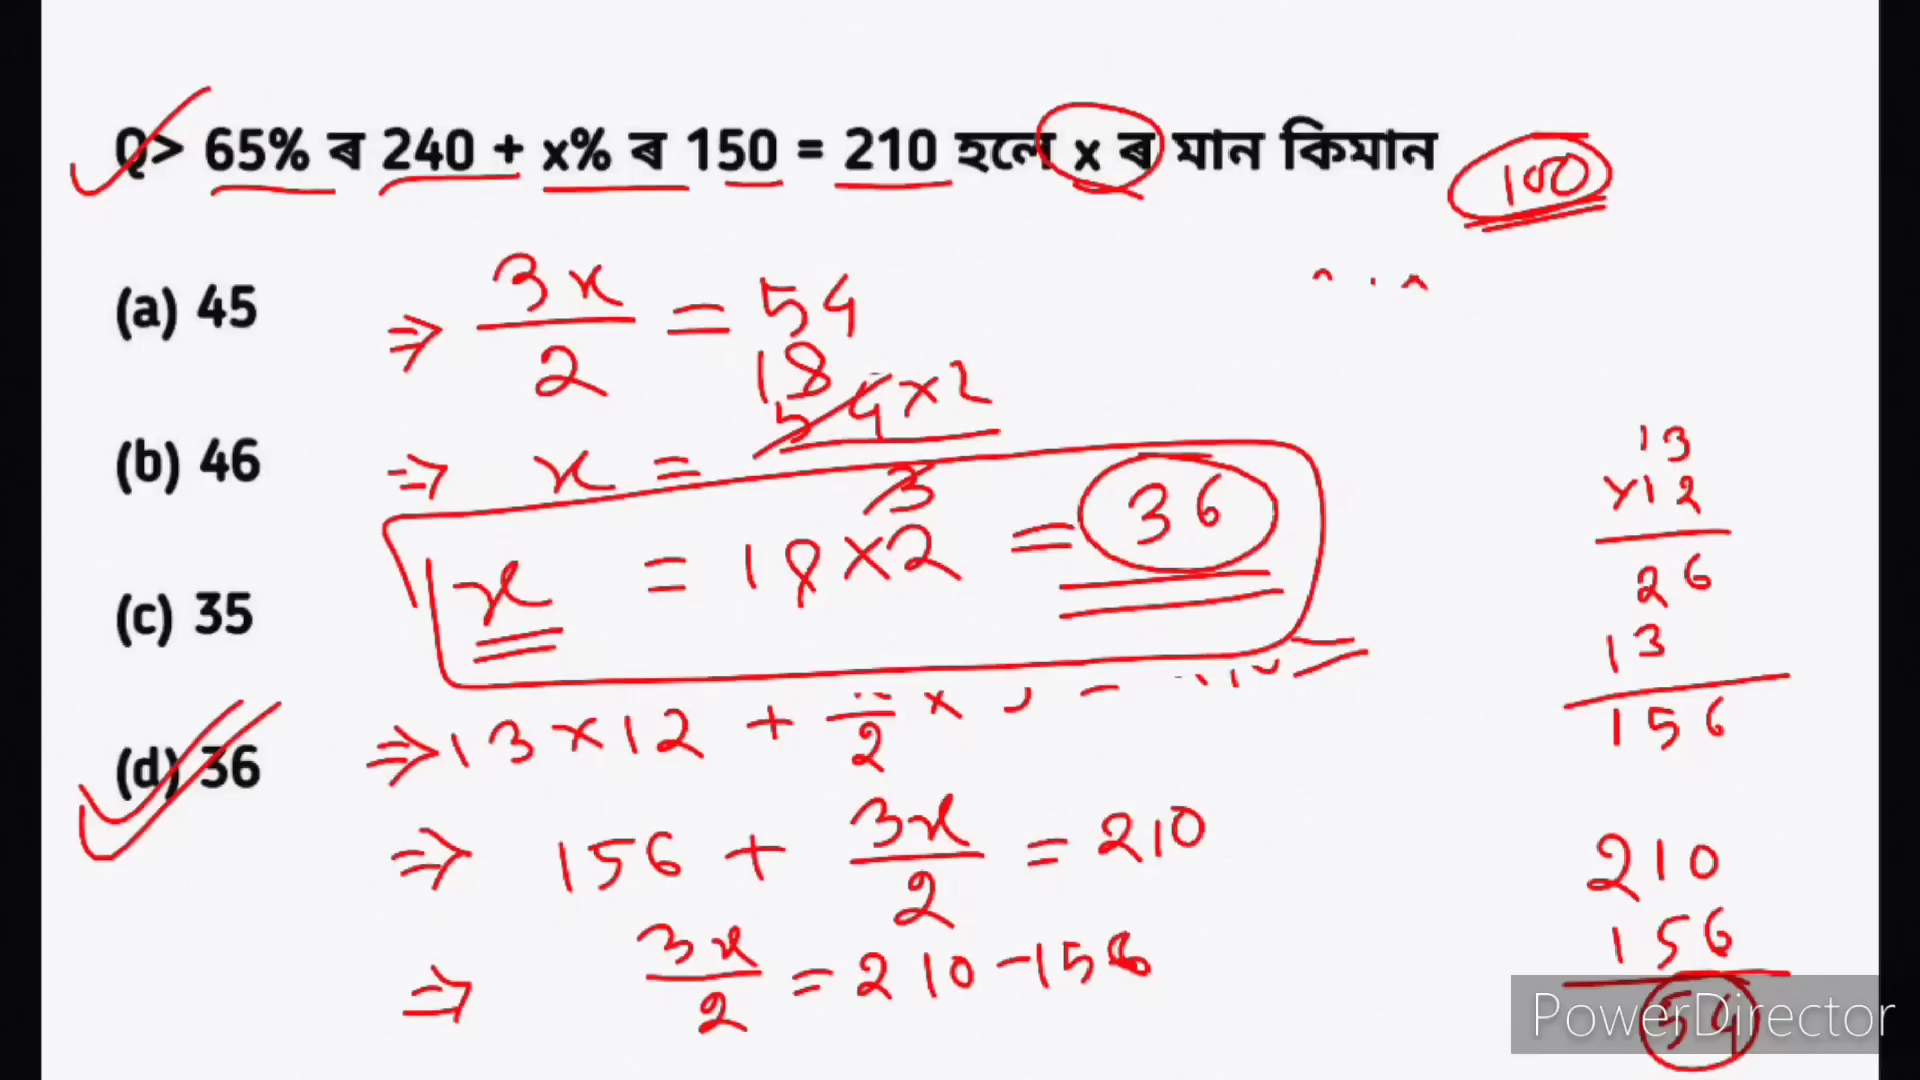 Q> 65% ৰ 240 + x% ৰ 150 = 210 হলে x ৰ মান কিমান
100
(a) 45
⇒ 3x/2 = 54
18
54×2
(b) 46
⇒ x =
3
x = 18×2 = 36
(c) 35
(d) 36
⇒ 13×12 + /2 ×
⇒ 156 + 3x/2 = 210
⇒ 3x/2 = 210-156
13
×12
26
13
156
210
156
54
PowerDirector